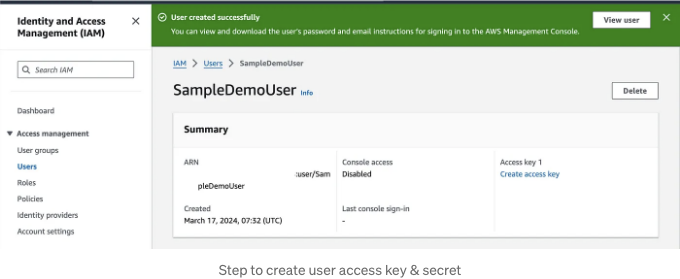 Identity and Access
Management (IAM)
Search IAM
Dashboard
Access management
User groups
Users
Roles
Policies
Identity providers
Account settings
User created successfully
You can view and download the user's password and email instructions for signing in to the AWS Management Console.
View user
IAM > Users > SampleDemoUser
SampleDemoUser Info
Delete
Summary
ARN
:user/Sam
pleDemoUser
Console access
Disabled
Access key 1
Create access key
Created
March 17, 2024, 07:32 (UTC)
Last console sign-in
-
Step to create user access key & secret